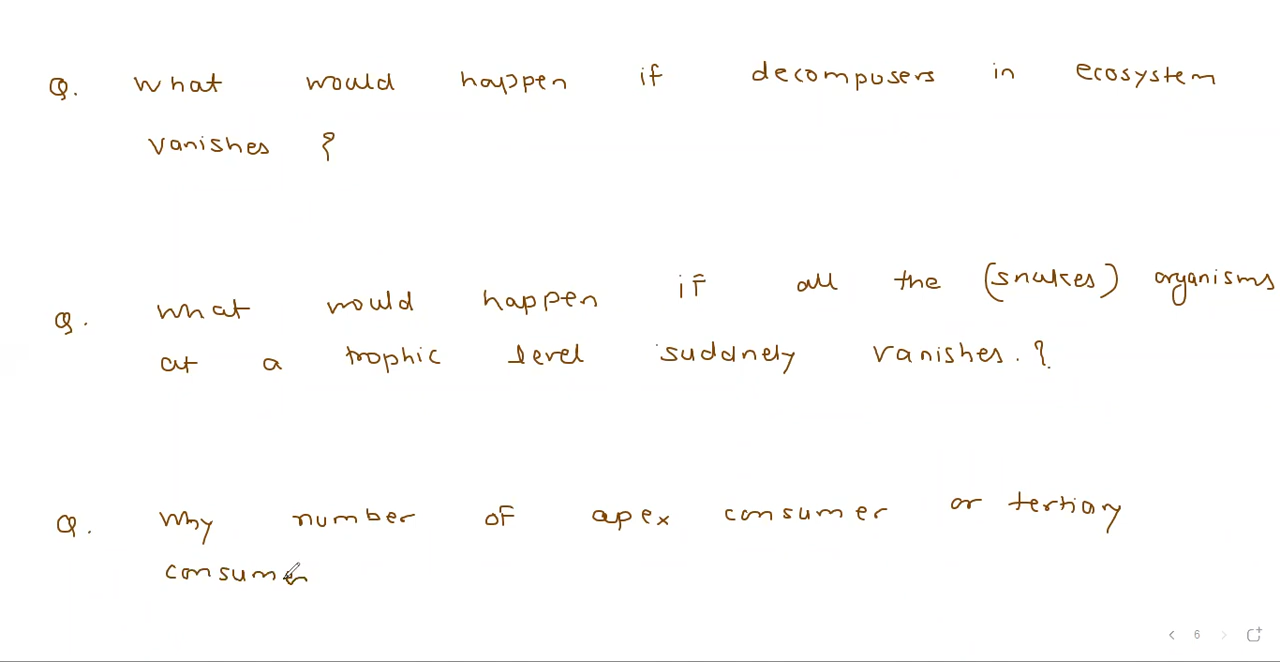 Q. What would happen if decomposers in ecosystem
vanishes ?
Q. What would happen if all the (snakes) organisms
at a trophic level suddnely vanishes. ?
Q. Why number of apex consumer or tertiary
consumer
6